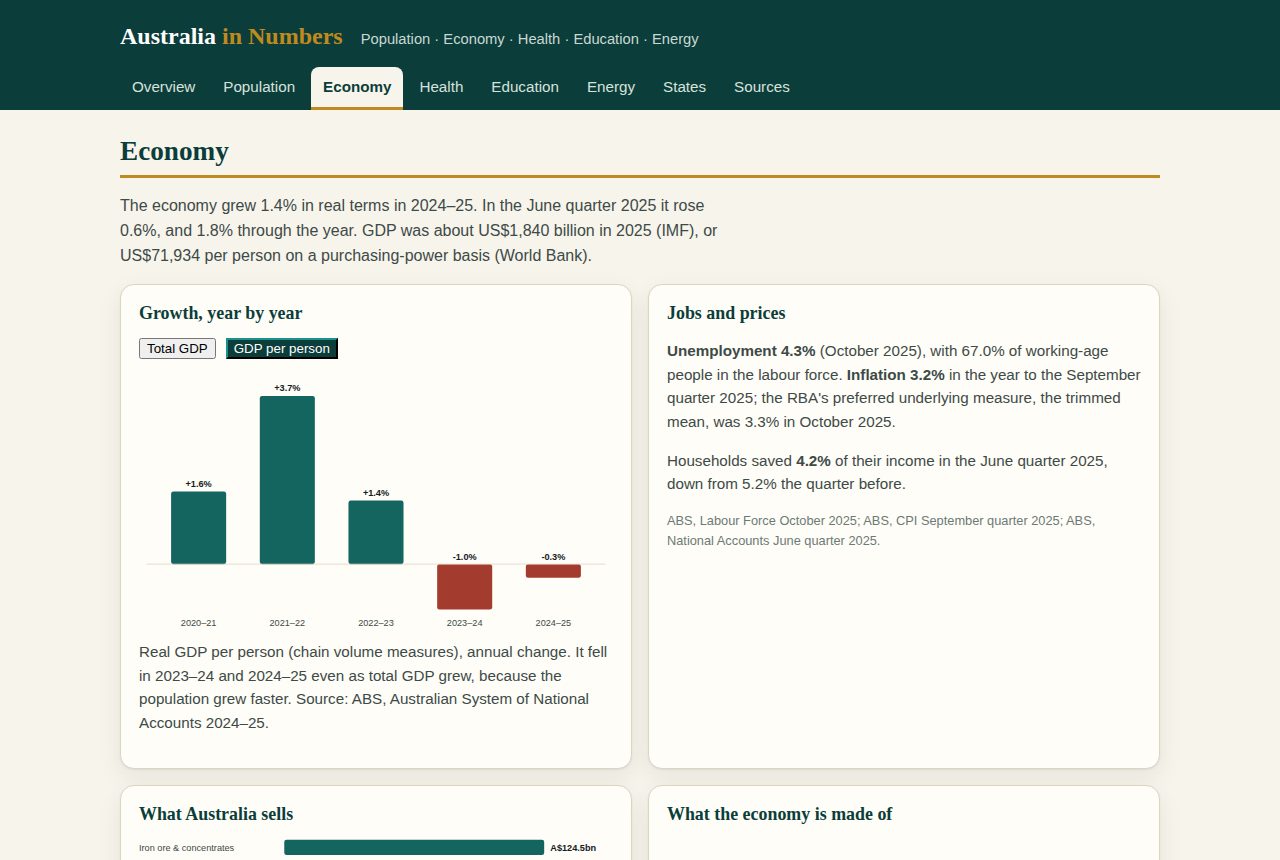 Australia in Numbers Population · Economy · Health · Education · Energy
Overview Population Economy Health Education Energy States Sources
Economy
The economy grew 1.4% in real terms in 2024–25. In the June quarter 2025 it rose
0.6%, and 1.8% through the year. GDP was about US$1,840 billion in 2025 (IMF), or
US$71,934 per person on a purchasing-power basis (World Bank).
Growth, year by year
Total GDP GDP per person
+3.7%
+1.6%
+1.4%
-1.0%
-0.3%
2020–21 2021–22 2022–23 2023–24 2024–25
Real GDP per person (chain volume measures), annual change. It fell
in 2023–24 and 2024–25 even as total GDP grew, because the
population grew faster. Source: ABS, Australian System of National
Accounts 2024–25.
Jobs and prices
Unemployment 4.3% (October 2025), with 67.0% of working-age
people in the labour force. Inflation 3.2% in the year to the September
quarter 2025; the RBA's preferred underlying measure, the trimmed
mean, was 3.3% in October 2025.
Households saved 4.2% of their income in the June quarter 2025,
down from 5.2% the quarter before.
ABS, Labour Force October 2025; ABS, CPI September quarter 2025; ABS,
National Accounts June quarter 2025.
What Australia sells
Iron ore & concentrates A$124.5bn
What the economy is made of